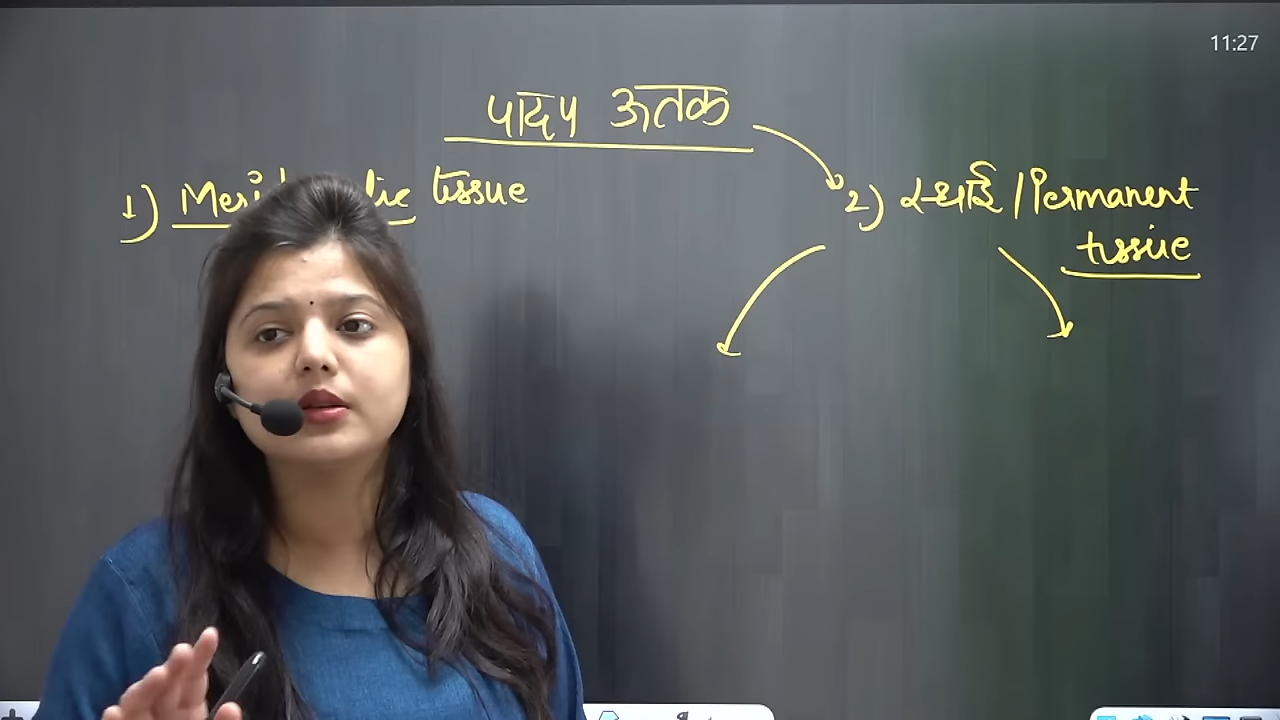 11:27
पादप ऊतक
1) tissue
2) स्थाई / Permanent
tissue